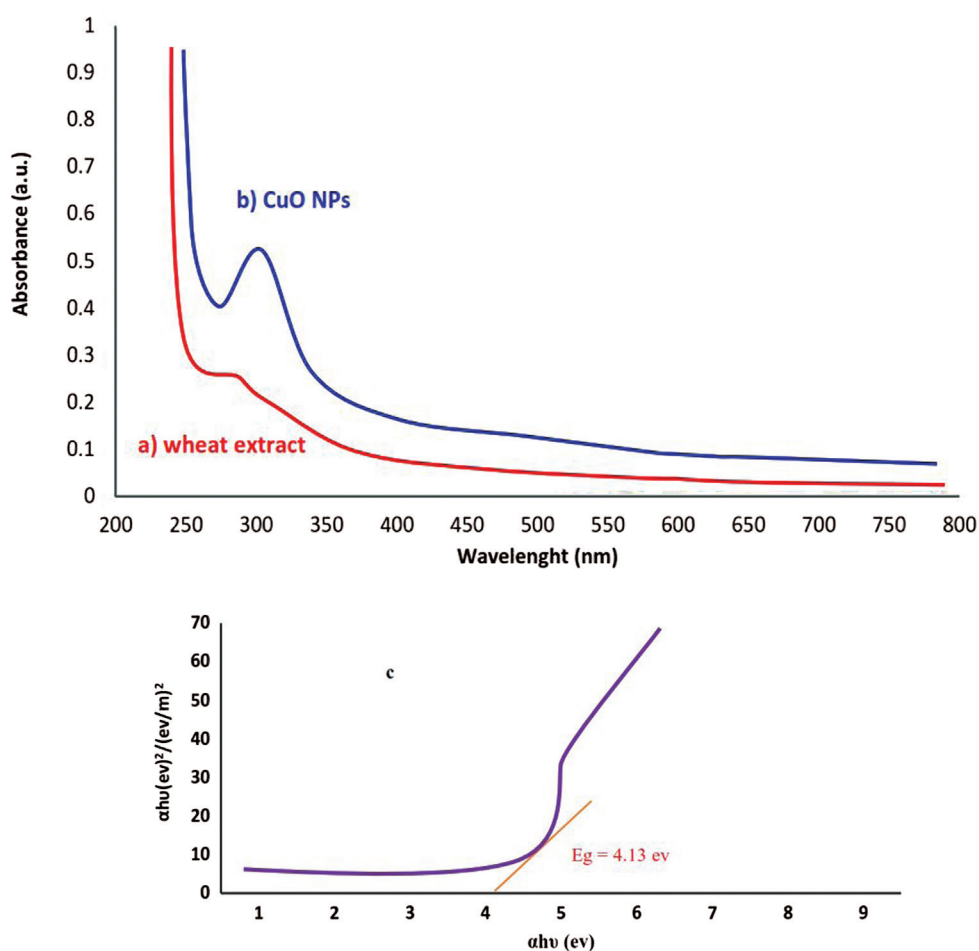 1
0.9
0.8
0.7
0.6
0.5
0.4
0.3
0.2
0.1
0
Absorbance (a.u.)
b) CuO NPs
a) wheat extract
200 250 300 350 400 450 500 550 600 650 700 750 800
Wavelenght (nm)
70
60
50
40
30
20
10
0
αhυ(ev)²/(ev/m)²
c
Eg = 4.13 ev
1 2 3 4 5 6 7 8 9
αhυ (ev)